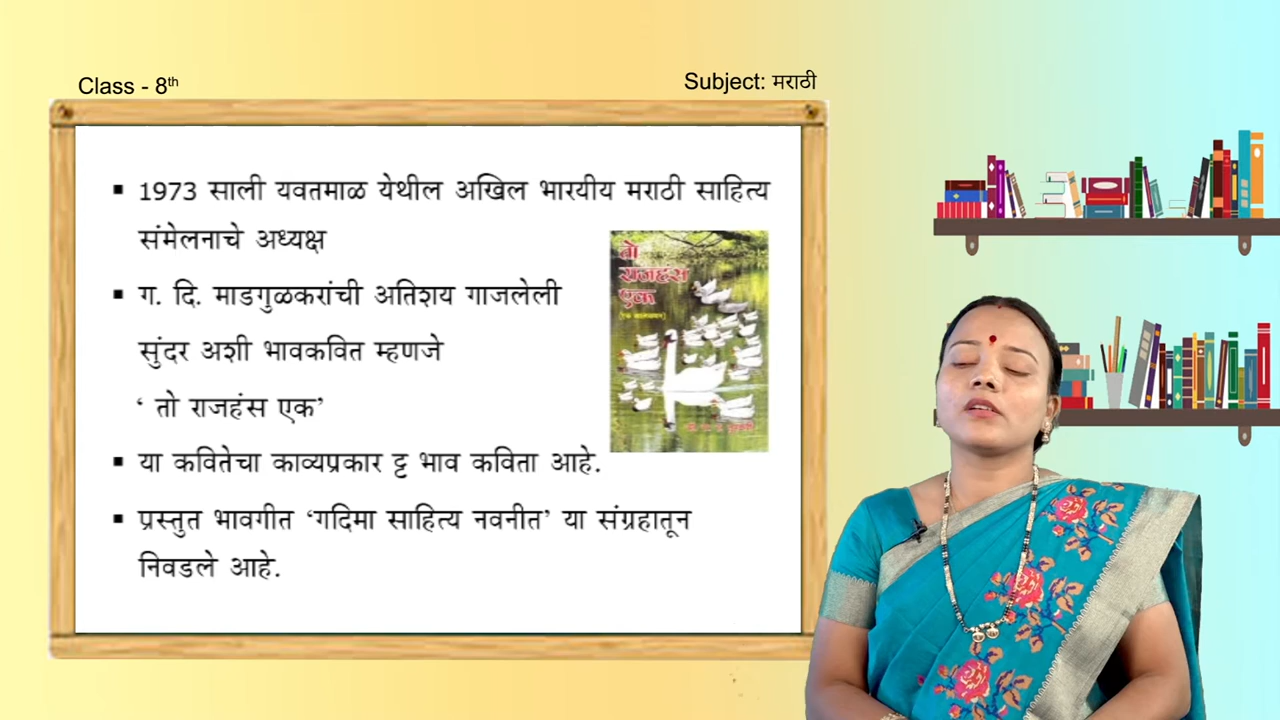 Class - 8th
Subject: मराठी
▪ 1973 साली यवतमाळ येथील अखिल भारयीय मराठी साहित्य
संमेलनाचे अध्यक्ष
▪ ग. दि. माडगुळकरांची अतिशय गाजलेली
सुंदर अशी भावकवित म्हणजे
‘ तो राजहंस एक’
▪ या कवितेचा काव्यप्रकार ट्ट भाव कविता आहे.
▪ प्रस्तुत भावगीत ‘गदिमा साहित्य नवनीत’ या संग्रहातून
निवडले आहे.
तो
राजहंस
एक